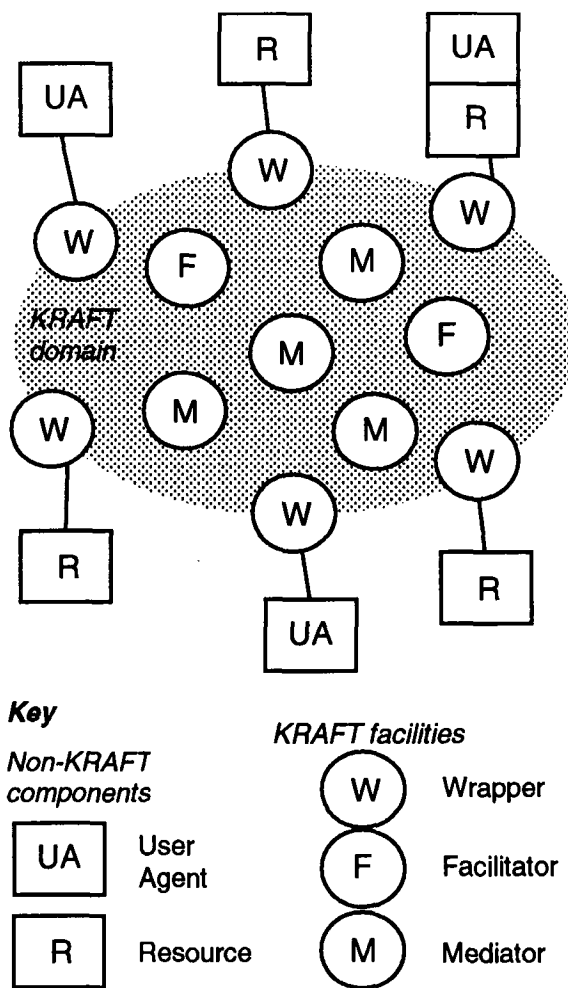 R
UA
UA
R
W
W
W
F
M
KRAFT
domain
F
M
M
M
W
W
W
R
R
UA
Key
Non-KRAFT
components
UA
User
Agent
R
Resource
KRAFT facilities
W
Wrapper
F
Facilitator
M
Mediator